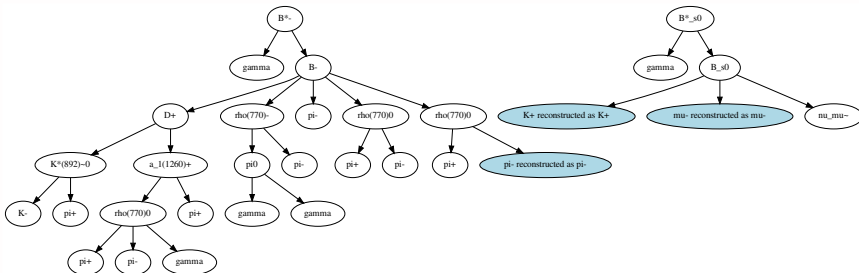 B*-
B*_s0
gamma
B-
gamma
B_s0
D+
rho(770)-
pi-
rho(770)0
rho(770)0
K+ reconstructed as K+
mu- reconstructed as mu-
nu_mu~
K*(892)~0
a_1(1260)+
pi0
pi-
pi+
pi-
pi+
pi- reconstructed as pi-
K-
pi+
rho(770)0
pi+
gamma
gamma
pi+
pi-
gamma